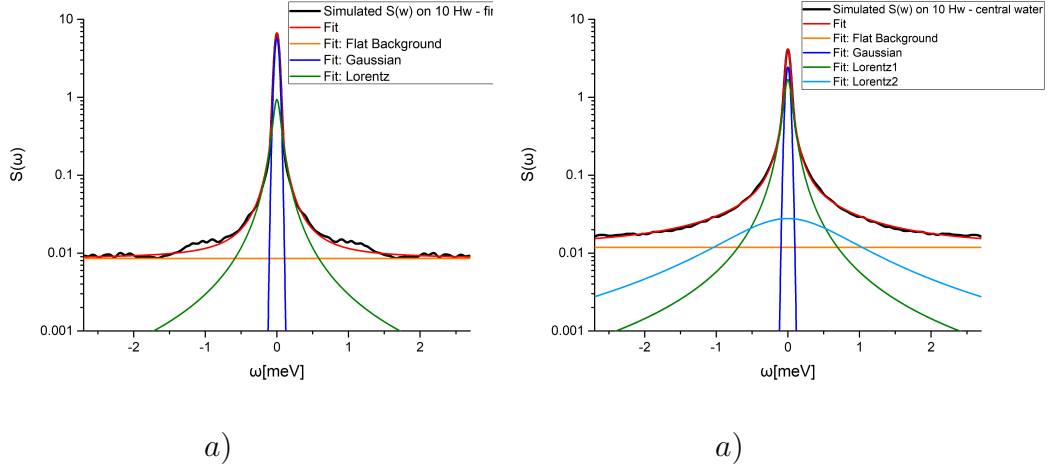 Simulated S(w) on 10 Hw - fir
Fit
Fit: Flat Background
Fit: Gaussian
Fit: Lorentz
10
1
0.1
0.01
0.001
S(ω)
-2 -1 0 1 2
ω[meV]
a)
Simulated S(w) on 10 Hw - central water
Fit
Fit: Flat Background
Fit: Gaussian
Fit: Lorentz1
Fit: Lorentz2
10
1
0.1
0.01
0.001
S(ω)
-2 -1 0 1 2
ω[meV]
a)